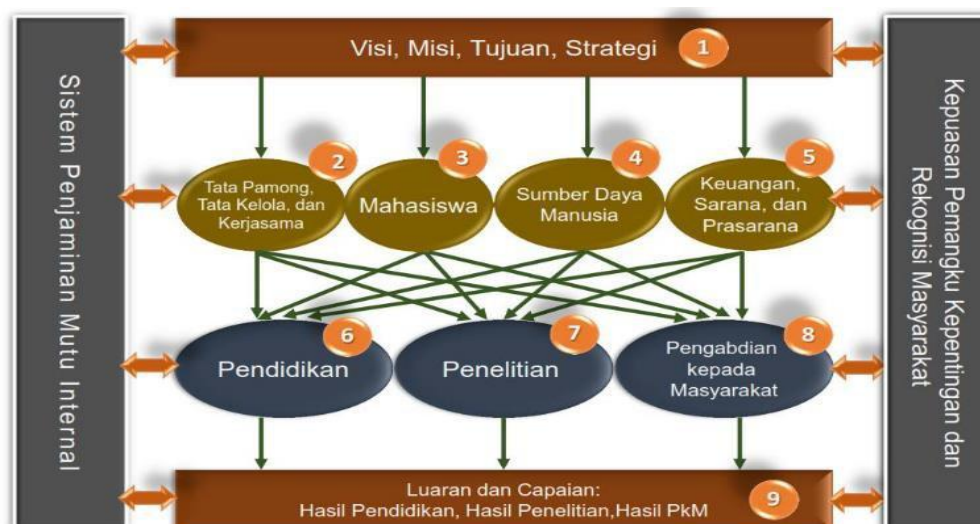 Visi, Misi, Tujuan, Strategi
1
Sistem Penjaminan Mutu Internal
Kepuasan Pemangku Kepentingan dan
Rekognisi Masyarakat
2
Tata Pamong,
Tata Kelola, dan
Kerjasama
3
Mahasiswa
4
Sumber Daya
Manusia
5
Keuangan,
Sarana, dan
Prasarana
6
Pendidikan
7
Penelitian
8
Pengabdian
kepada
Masyarakat
9
Luaran dan Capaian:
Hasil Pendidikan, Hasil Penelitian,Hasil PkM